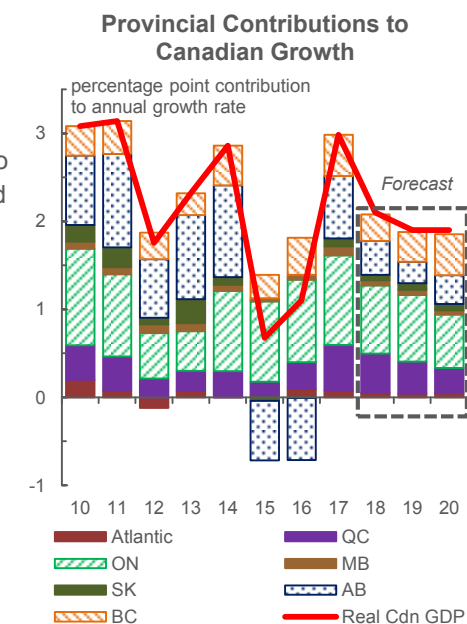 Provincial Contributions to
Canadian Growth
percentage point contribution
to annual growth rate
Forecast
3
2
1
0
-1
10 11 12 13 14 15 16 17 18 19 20
Atlantic QC
ON MB
SK AB
BC Real Cdn GDP